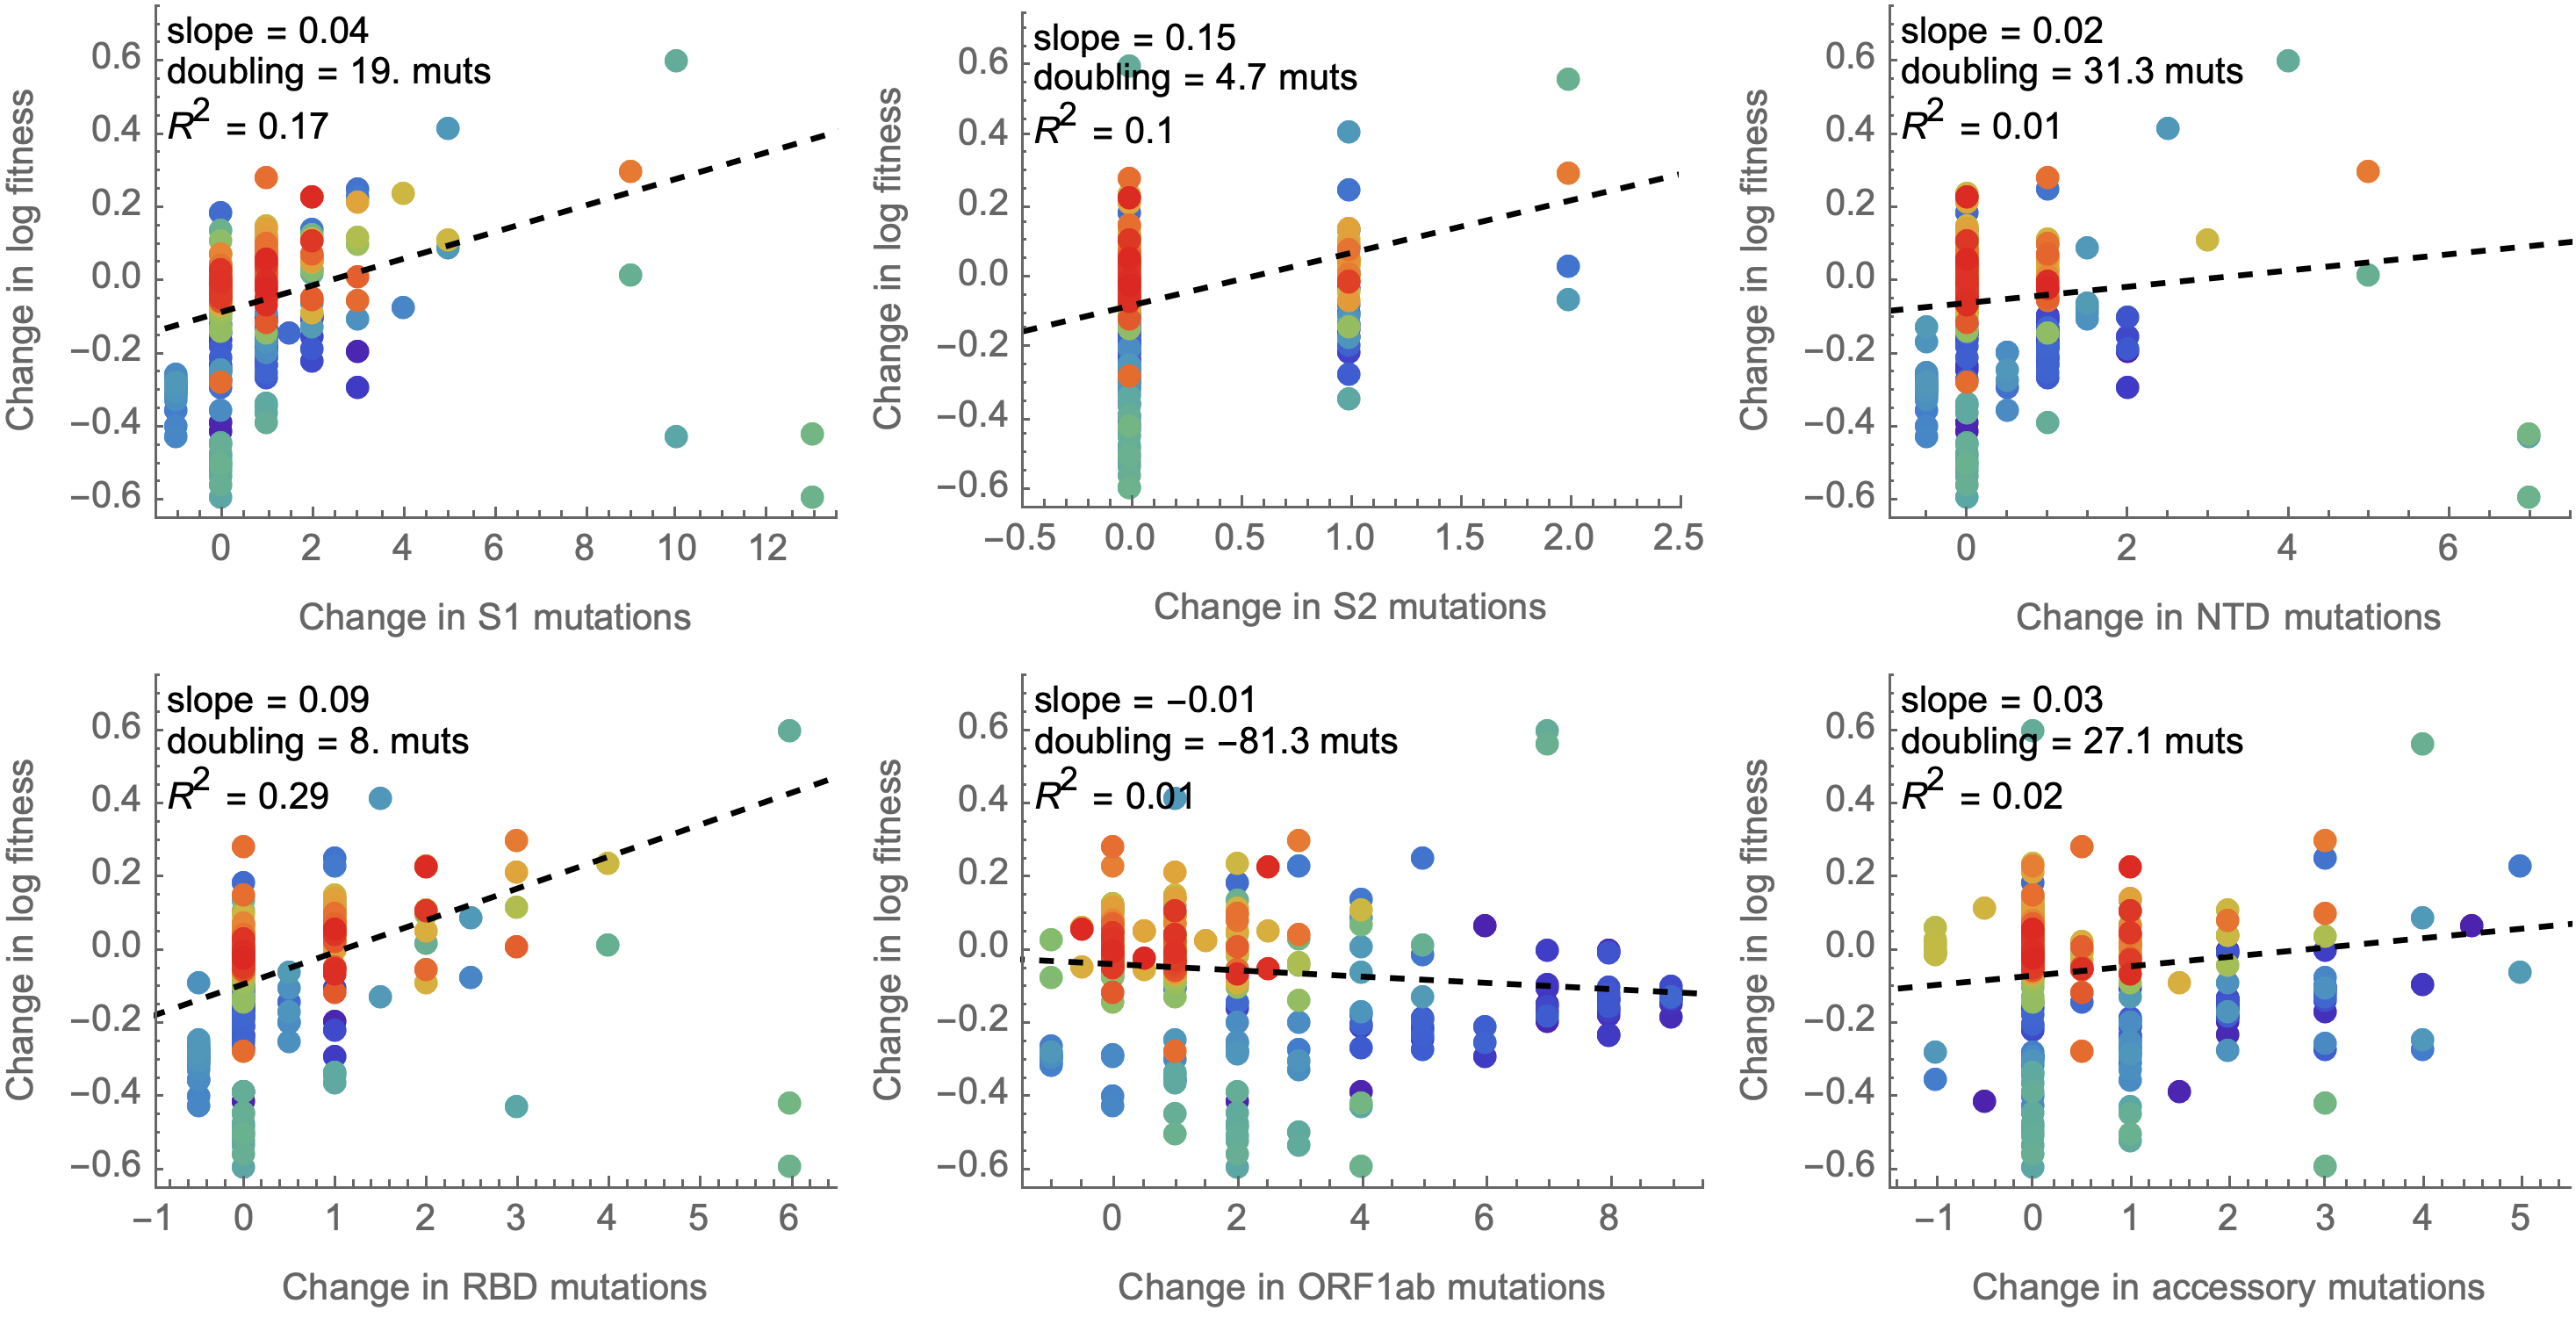 slope = 0.04
doubling = 19. muts
R2 = 0.17
Change in log fitness
0.6
0.4
0.2
0.0
−0.2
−0.4
−0.6
0 2 4 6 8 10 12
Change in S1 mutations
slope = 0.15
doubling = 4.7 muts
R2 = 0.1
Change in log fitness
0.6
0.4
0.2
0.0
−0.2
−0.4
−0.6
−0.5 0.0 0.5 1.0 1.5 2.0 2.5
Change in S2 mutations
slope = 0.02
doubling = 31.3 muts
R2 = 0.01
Change in log fitness
0.6
0.4
0.2
0.0
−0.2
−0.4
−0.6
0 2 4 6
Change in NTD mutations
slope = 0.09
doubling = 8. muts
R2 = 0.29
Change in log fitness
0.6
0.4
0.2
0.0
−0.2
−0.4
−0.6
−1 0 1 2 3 4 5 6
Change in RBD mutations
slope = −0.01
doubling = −81.3 muts
R2 = 0.01
Change in log fitness
0.6
0.4
0.2
0.0
−0.2
−0.4
−0.6
0 2 4 6 8
Change in ORF1ab mutations
slope = 0.03
doubling = 27.1 muts
R2 = 0.02
Change in log fitness
0.6
0.4
0.2
0.0
−0.2
−0.4
−0.6
−1 0 1 2 3 4 5
Change in accessory mutations